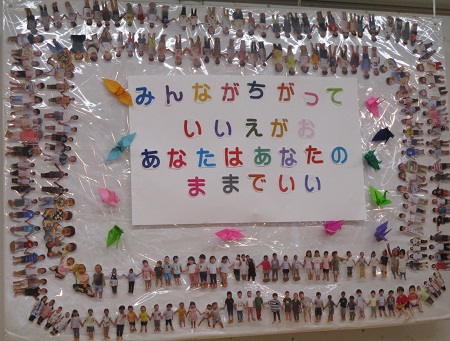 みんながちがって
いいえがお
あなたはあなたの
ままでいい